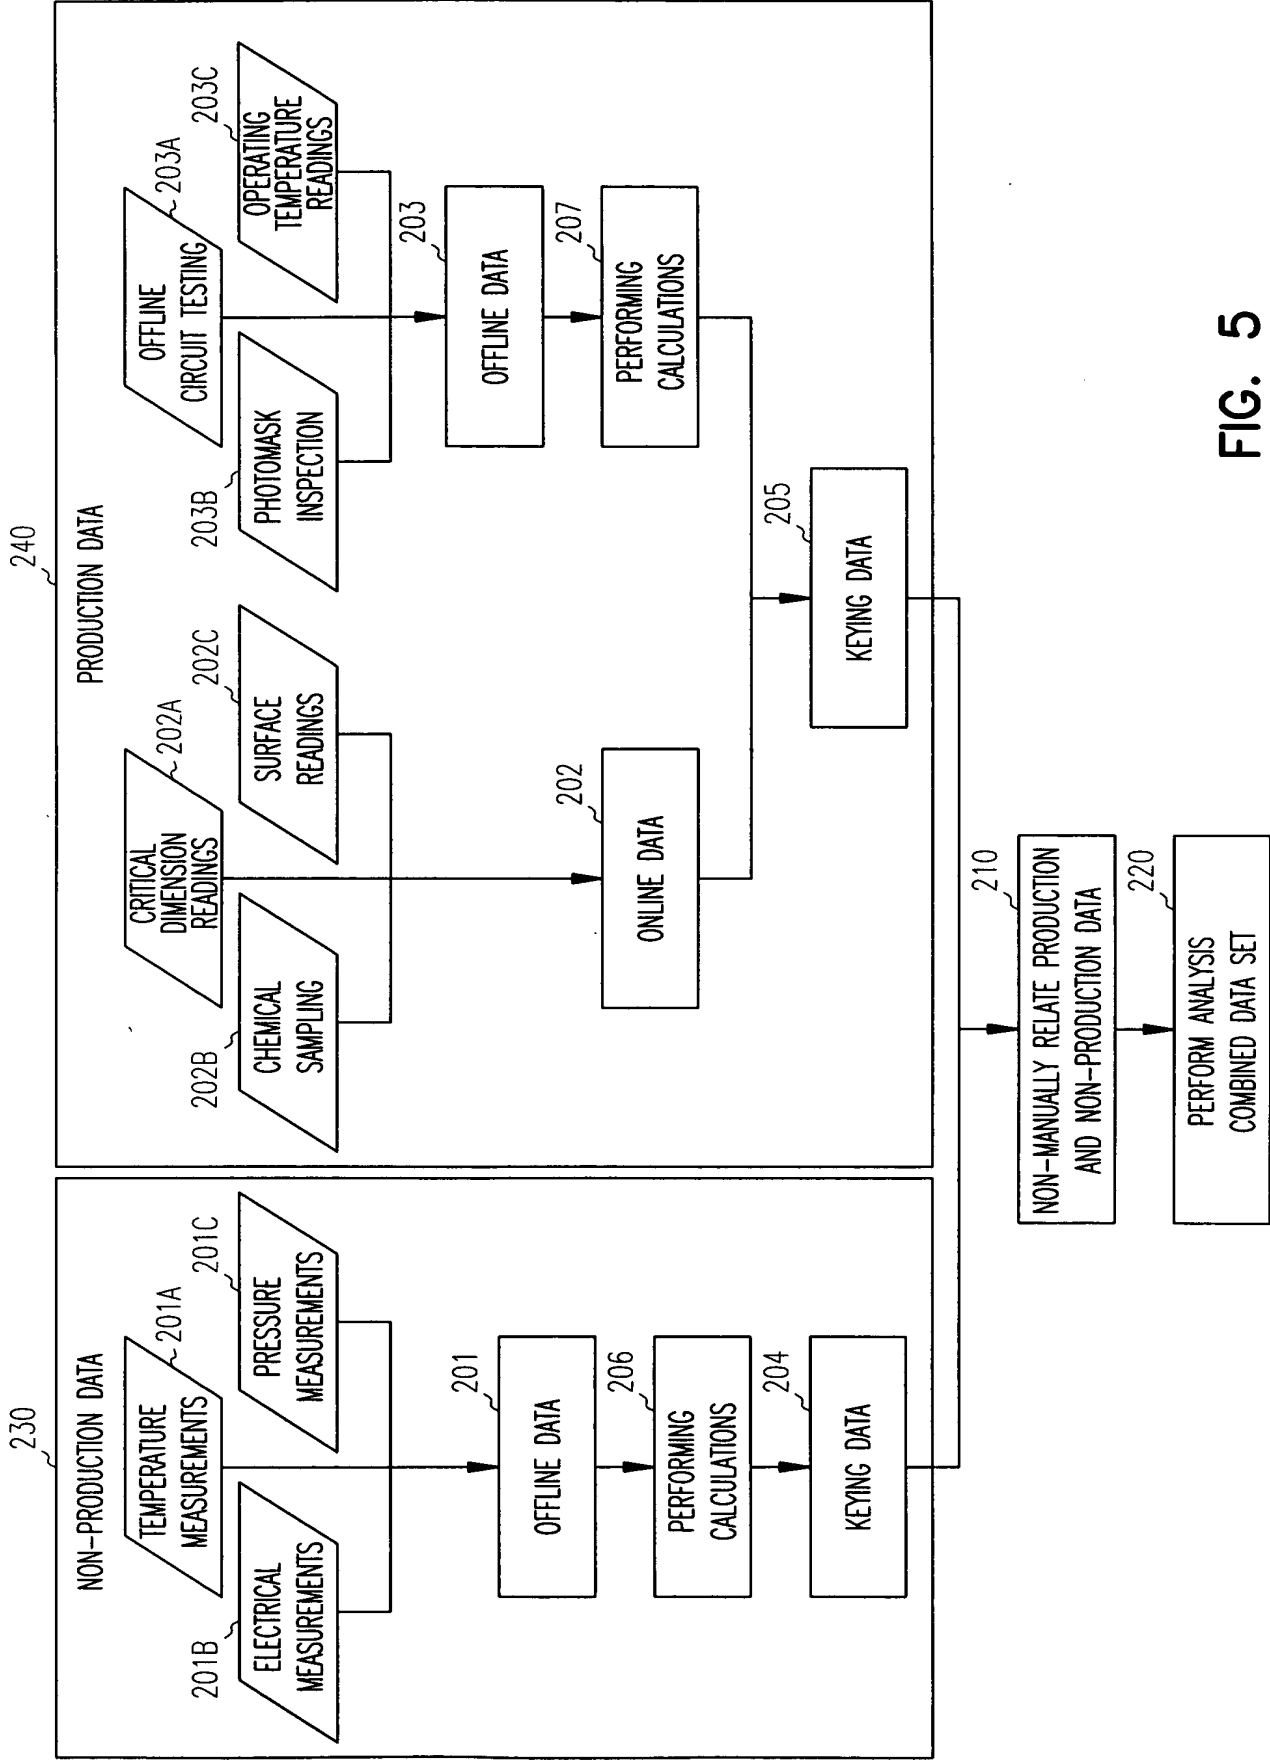 230
NON-PRODUCTION DATA
201A
TEMPERATURE
MEASUREMENTS
201B
ELECTRICAL
MEASUREMENTS
201C
PRESSURE
MEASUREMENTS
201
OFFLINE DATA
206
PERFORMING
CALCULATIONS
204
KEYING DATA
240
PRODUCTION DATA
202A
CRITICAL
DIMENSION
READINGS
202B
CHEMICAL
SAMPLING
202C
SURFACE
READINGS
202
ONLINE DATA
203A
OFFLINE
CIRCUIT TESTING
203B
PHOTOMASK
INSPECTION
203C
OPERATING
TEMPERATURE
READINGS
203
OFFLINE DATA
207
PERFORMING
CALCULATIONS
205
KEYING DATA
210
NON-MANUALLY RELATE PRODUCTION
AND NON-PRODUCTION DATA
220
PERFORM ANALYSIS
COMBINED DATA SET
FIG. 5